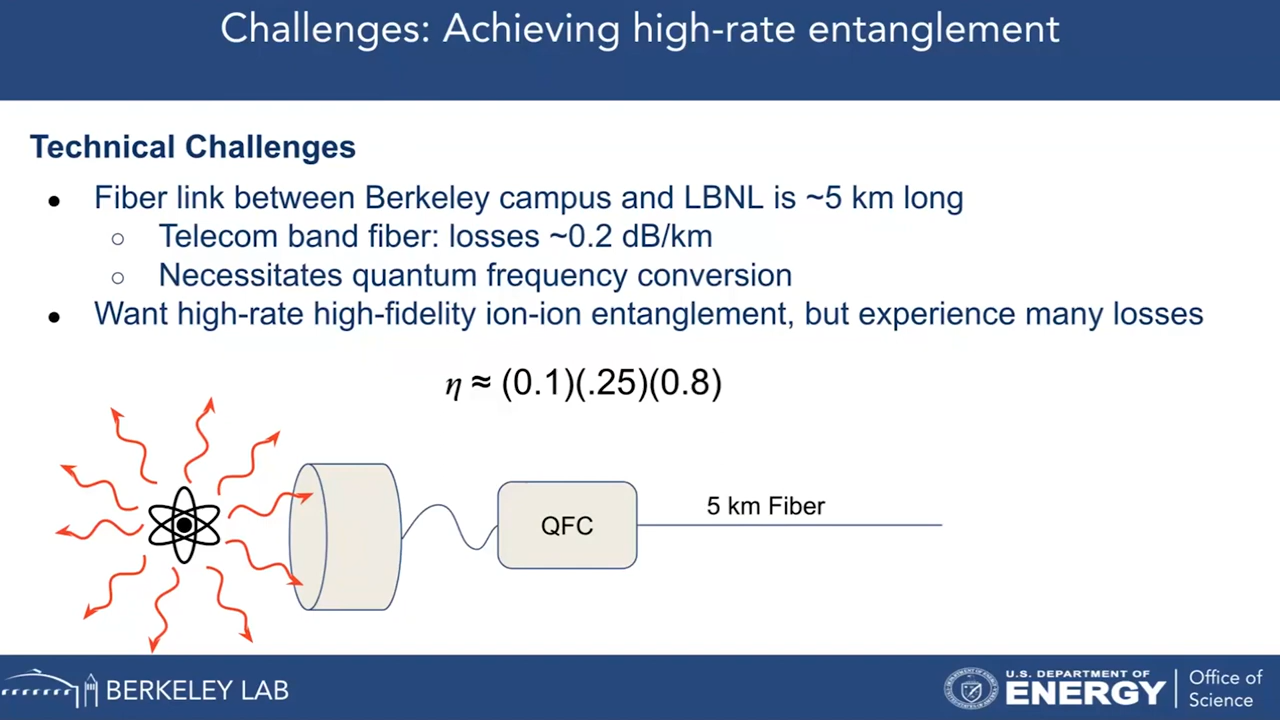 Challenges: Achieving high-rate entanglement
Technical Challenges
● Fiber link between Berkeley campus and LBNL is ~5 km long
○ Telecom band fiber: losses ~0.2 dB/km
○ Necessitates quantum frequency conversion
● Want high-rate high-fidelity ion-ion entanglement, but experience many losses
η ≈ (0.1)(.25)(0.8)
QFC
5 km Fiber
BERKELEY LAB
U.S. DEPARTMENT OF
ENERGY
Office of
Science